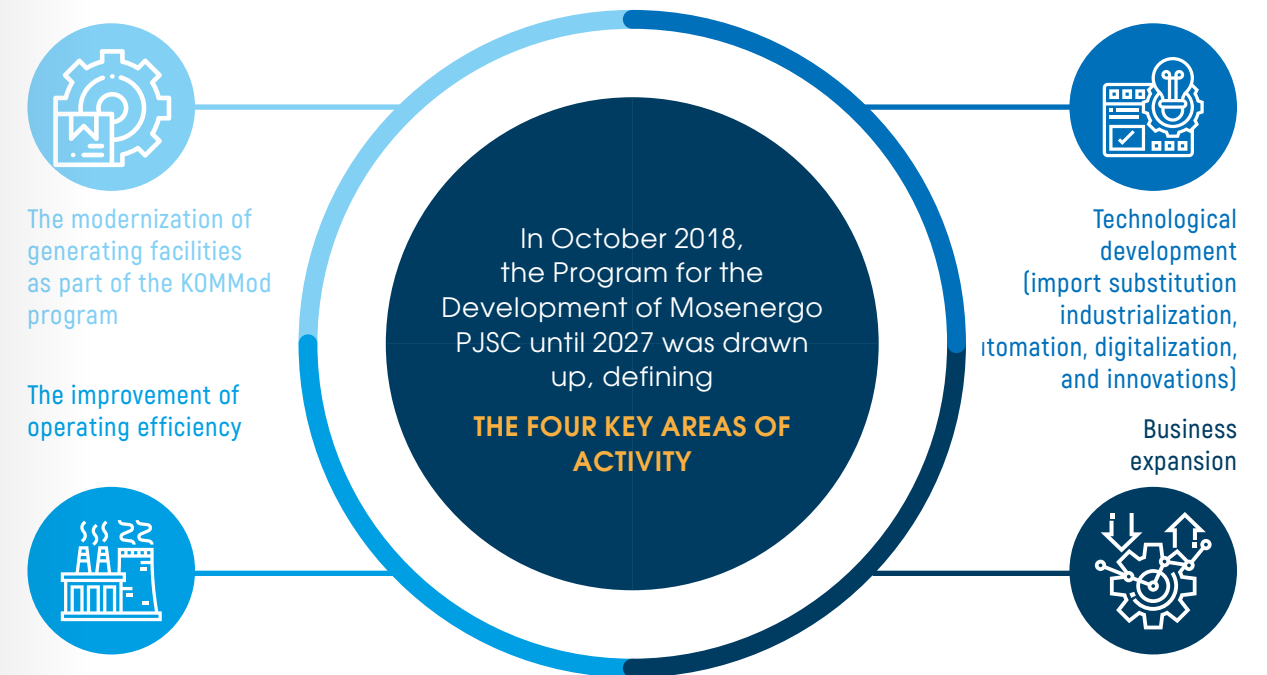 The modernization of
generating facilities
as part of the KOMMod
program
The improvement of
operating efficiency
In October 2018,
the Program for the
Development of Mosenergo
PJSC until 2027 was drawn
up, defining
THE FOUR KEY AREAS OF
ACTIVITY
Technological
development
(import substitution
industrialization,
digitalization,
and innovations)
Business
expansion